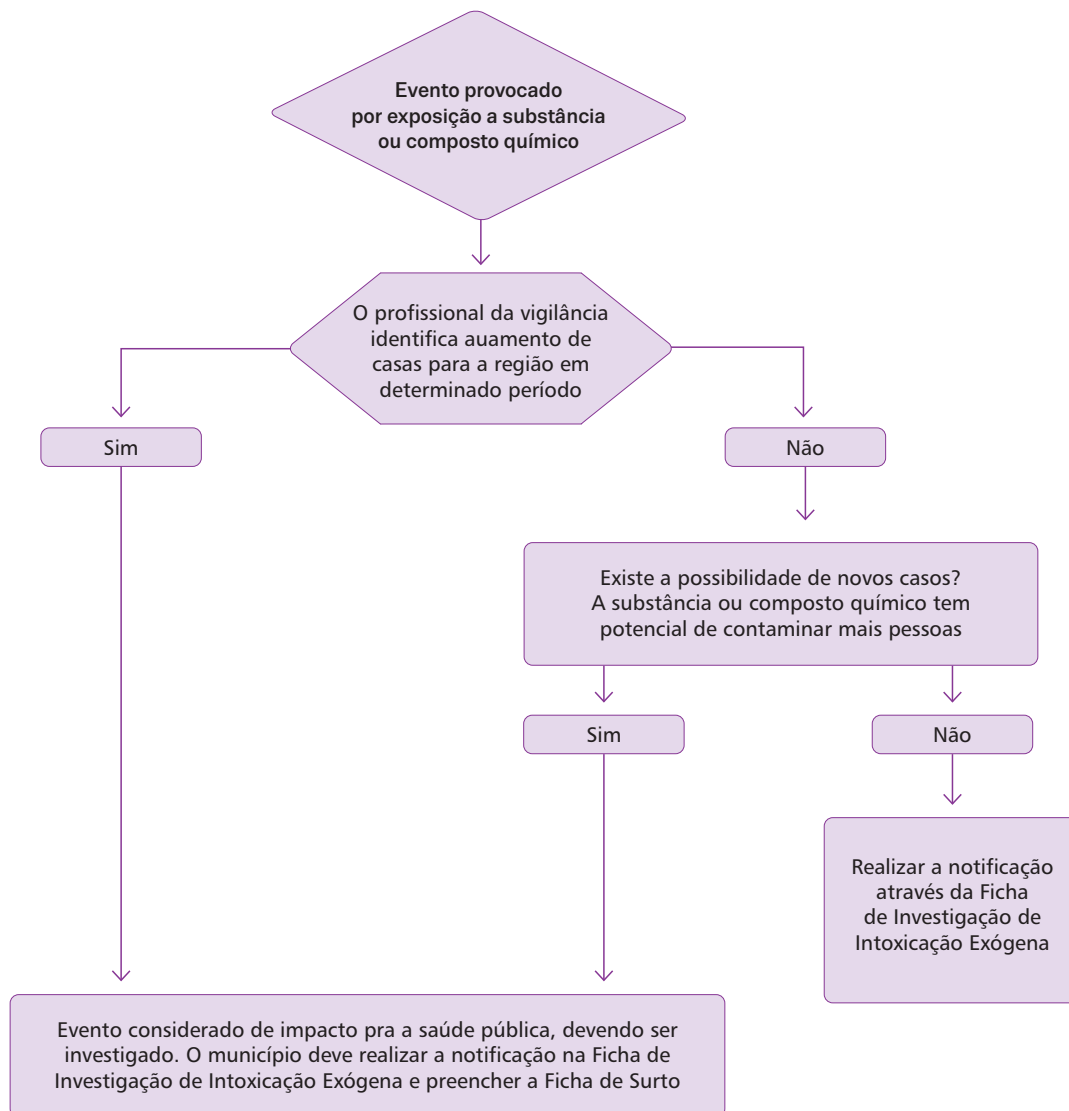 Evento provocado
por exposição a substância
ou composto químico
O profissional da vigilância
identifica auamento de
casas para a região em
determinado período
Sim
Não
Existe a possibilidade de novos casos?
A substância ou composto químico tem
potencial de contaminar mais pessoas
Sim
Não
Realizar a notificação
através da Ficha
de Investigação de
Intoxicação Exógena
Evento considerado de impacto pra a saúde pública, devendo ser
investigado. O município deve realizar a notificação na Ficha de
Investigação de Intoxicação Exógena e preencher a Ficha de Surto